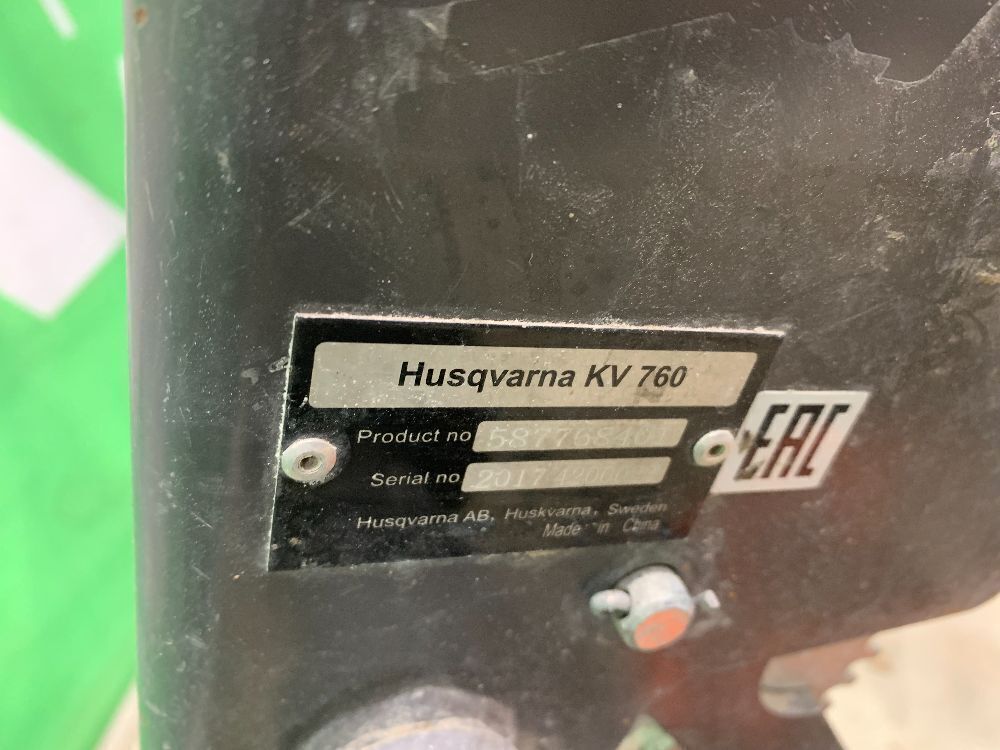 Husqvarna KV 760
Product no
Serial no
Husqvarna AB, Huskvarna, Sweden
Made in China
EAC